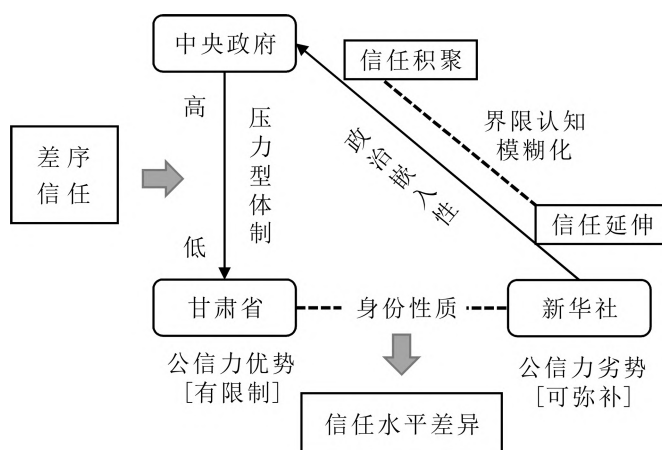 中央政府
信任积聚
高
压力型体制
界限认知
模糊化
差序
信任
政治嵌入性
低
信任延伸
甘肃省
身份性质
新华社
公信力优势
[有限制]
公信力劣势
[可弥补]
信任水平差异